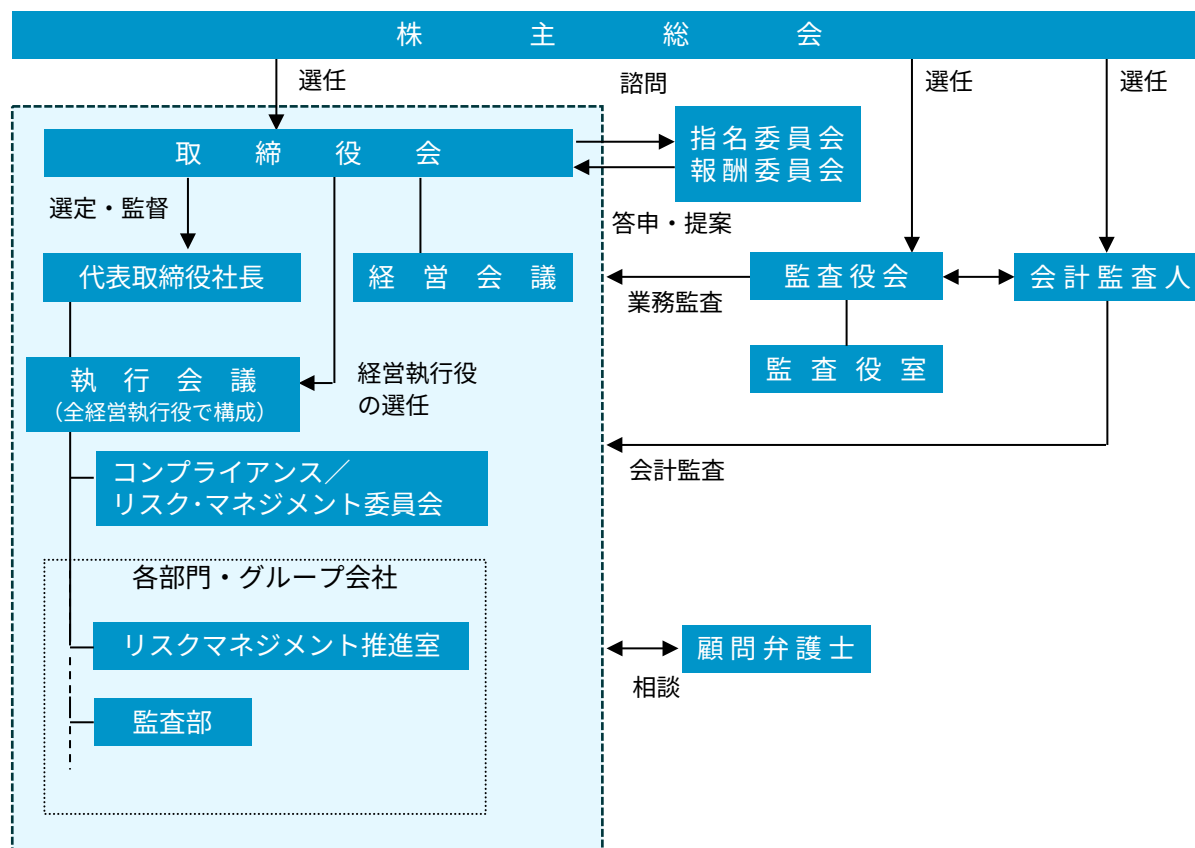 株主総会
選任
諮問
選任
選任
取締役会
指名委員会
報酬委員会
選定・監督
答申・提案
代表取締役社長
経営会議
監査役会
会計監査人
業務監査
執行会議
（全経営執行役で構成）
経営執行役
の選任
監査役室
会計監査
コンプライアンス／
リスク・マネジメント委員会
各部門・グループ会社
リスクマネジメント推進室
顧問弁護士
相談
監査部